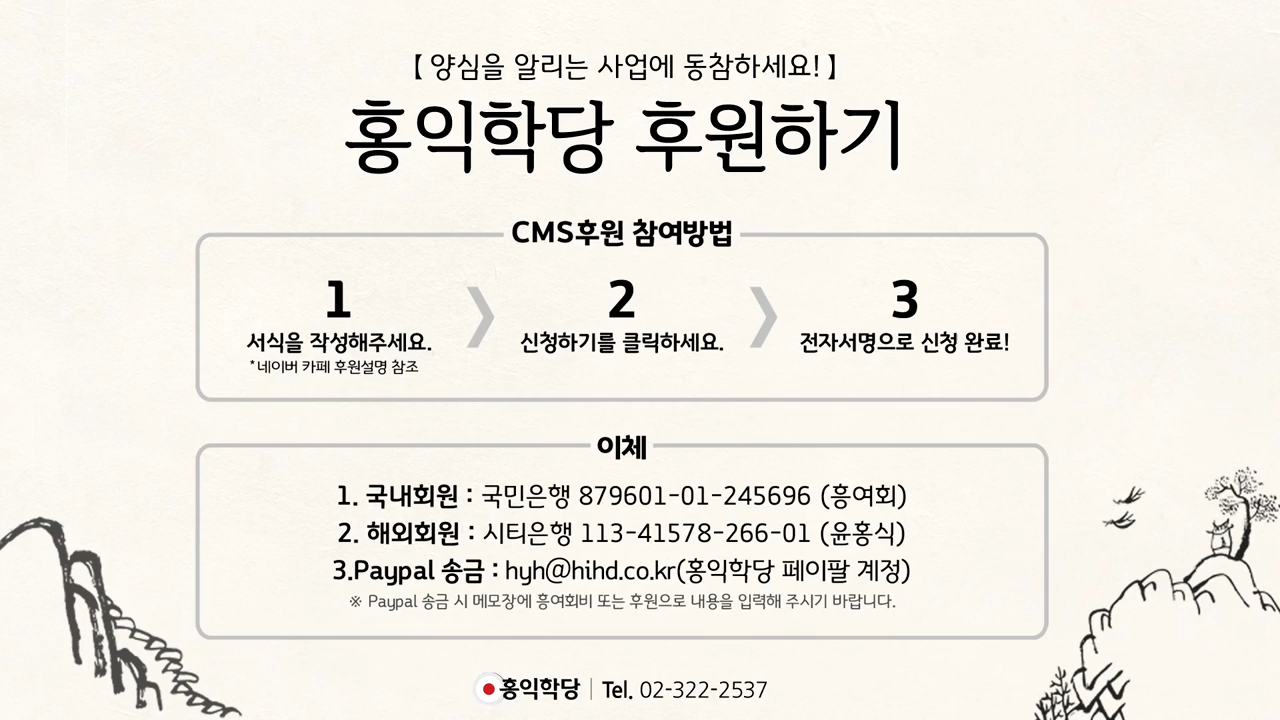 【 양심을 알리는 사업에 동참하세요! 】
홍익학당 후원하기
CMS후원 참여방법
1
서식을 작성해주세요.
*네이버 카페 후원설명 참조
2
신청하기를 클릭하세요.
3
전자서명으로 신청 완료!
이체
1. 국내회원 : 국민은행 879601-01-245696 (흥여회)
2. 해외회원 : 시티은행 113-41578-266-01 (윤홍식)
3.Paypal 송금 : hyh@hihd.co.kr(홍익학당 페이팔 계정)
※ Paypal 송금 시 메모장에 흥여회비 또는 후원으로 내용을 입력해 주시기 바랍니다.
홍익학당 | Tel. 02-322-2537